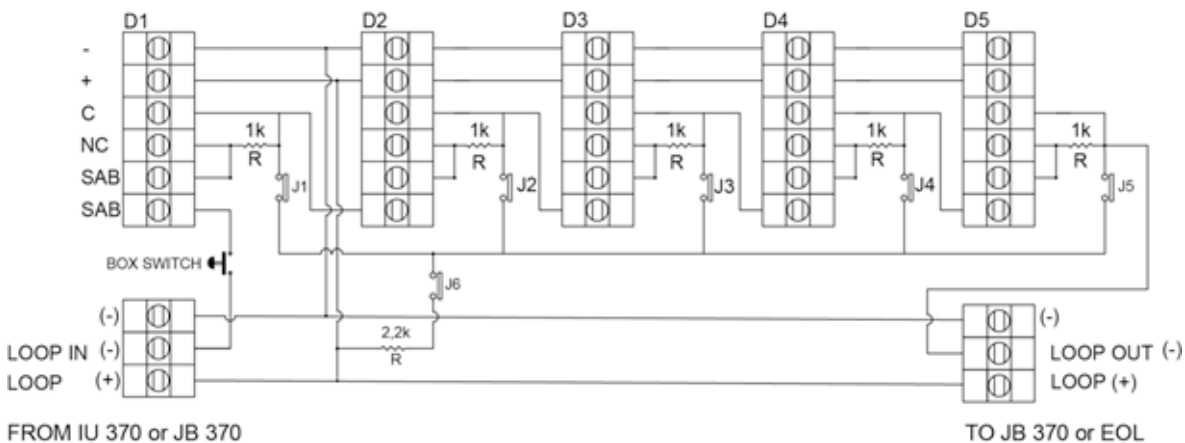 D1 D2 D3 D4 D5
-
+
C
1k 1k 1k 1k 1k
NC
R R R R R
SAB J1 J2 J3 J4 J5
SAB
BOX SWITCH
J6
(-) (-)
2,2k
LOOP IN (-) R LOOP OUT (-)
LOOP (+) LOOP (+)
FROM IU 370 or JB 370 TO JB 370 or EOL